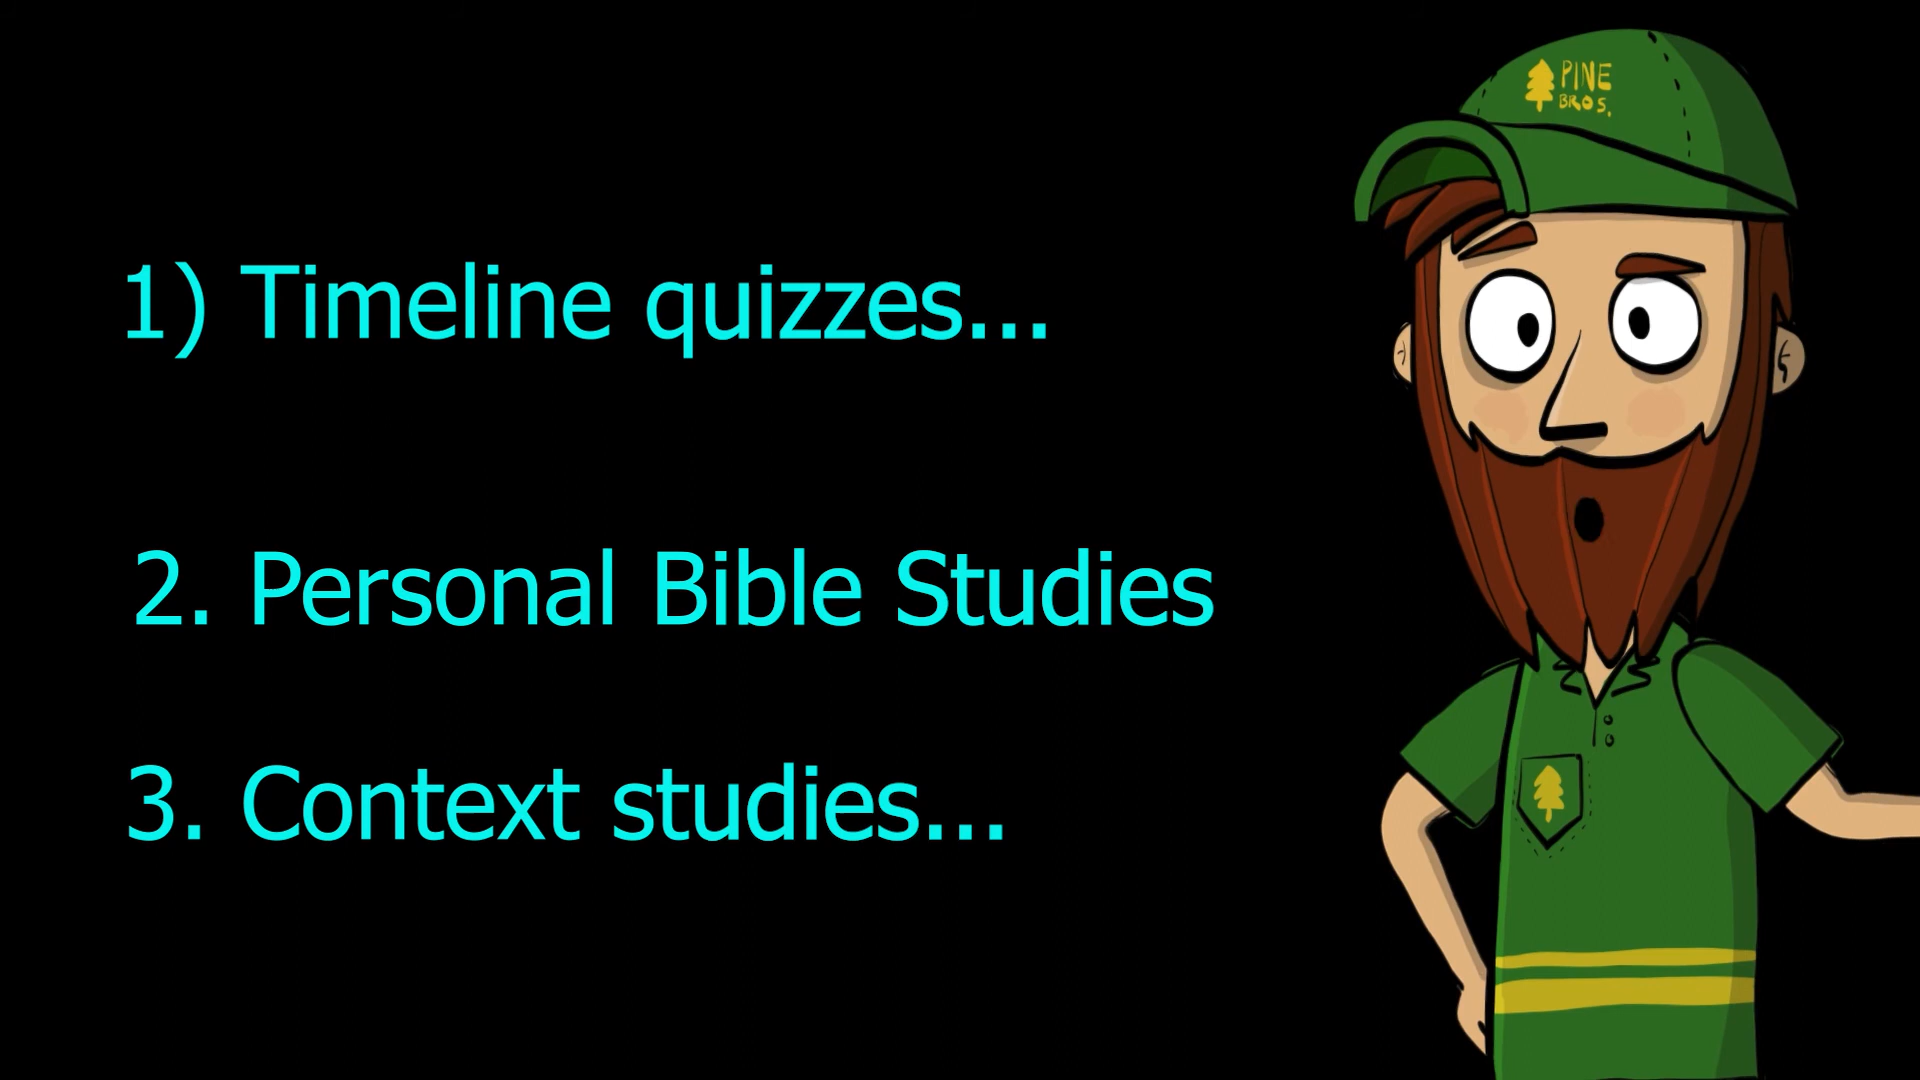 PINE
BROS.
1) Timeline quizzes...
2. Personal Bible Studies
3. Context studies...